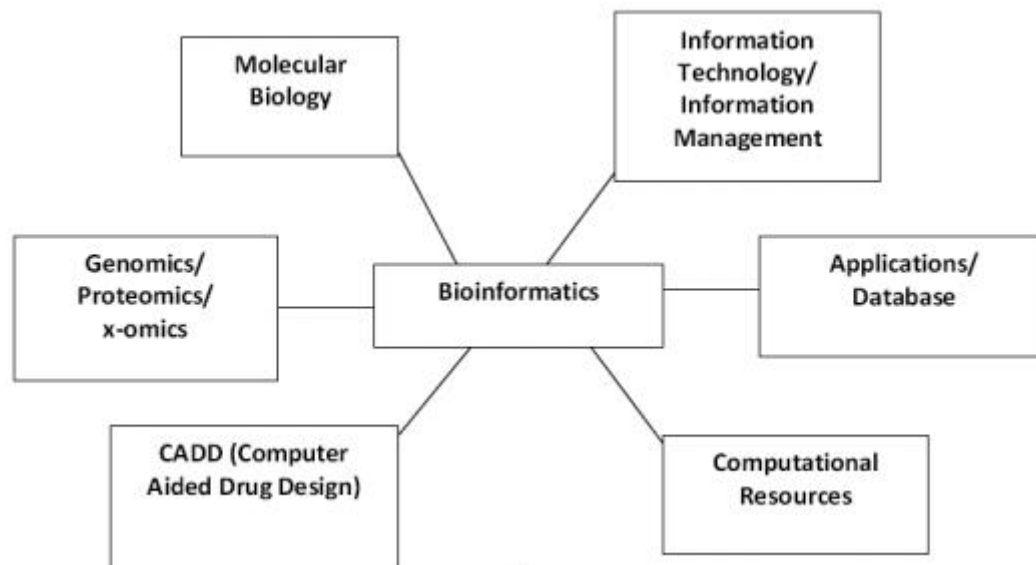 Molecular
Biology
Information
Technology/
Information
Management
Genomics/
Proteomics/
x-omics
Bioinformatics
Applications/
Database
CADD (Computer
Aided Drug Design)
Computational
Resources